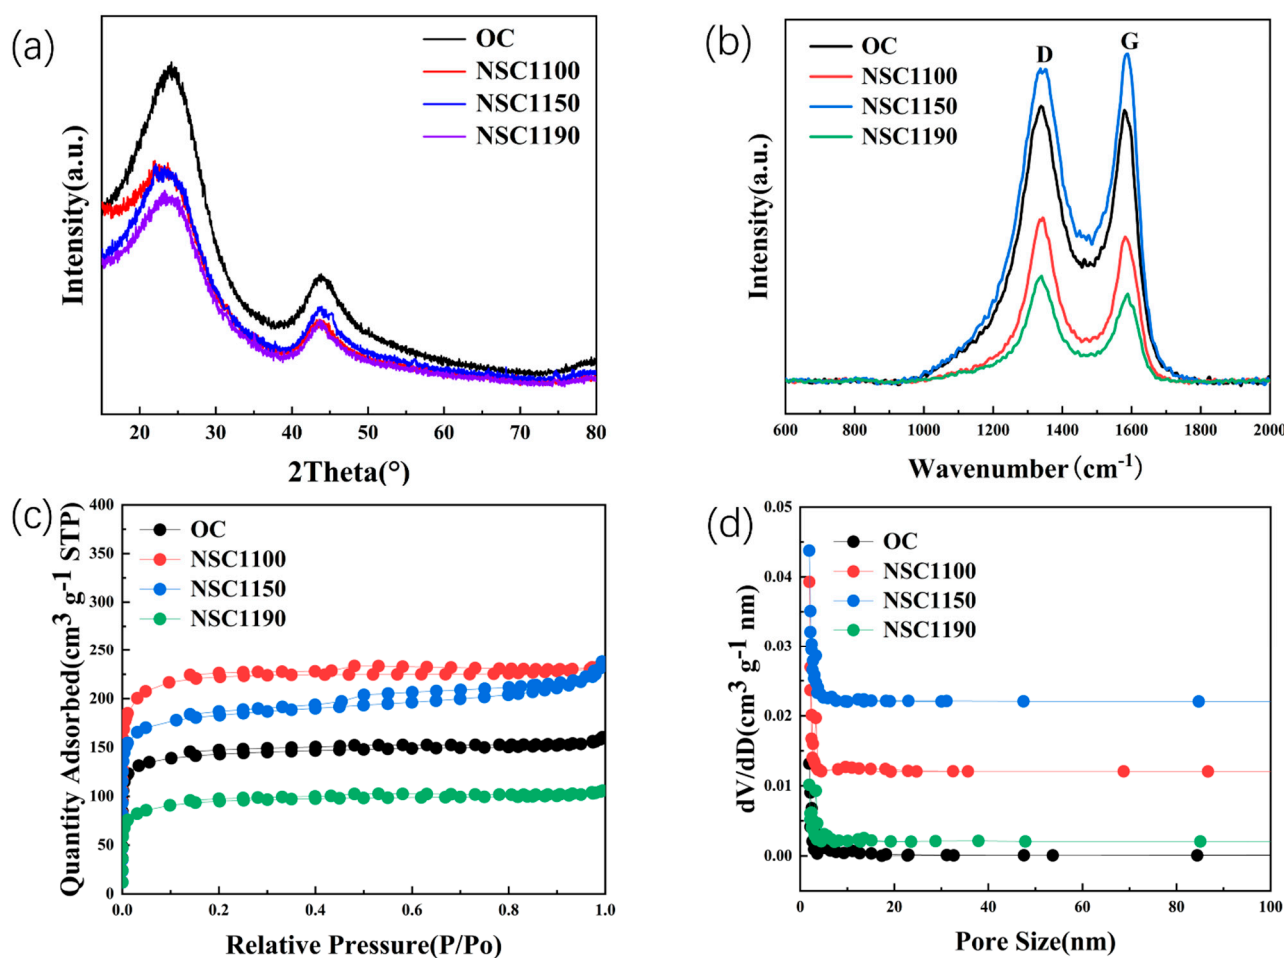 (a)
OC
NSC1100
NSC1150
NSC1190
Intensity(a.u.)
20 30 40 50 60 70 80
2Theta(°)
(b)
OC
NSC1100
NSC1150
NSC1190
D
G
Intensity(a.u.)
600 800 1000 1200 1400 1600 1800 2000
Wavenumber(cm⁻¹)
(c)
OC
NSC1100
NSC1150
NSC1190
Quantity Adsorbed(cm³ g⁻¹ STP)
400
350
300
250
200
150
100
50
0
0.0 0.2 0.4 0.6 0.8 1.0
Relative Pressure(P/Po)
(d)
OC
NSC1100
NSC1150
NSC1190
dV/dD(cm³ g⁻¹ nm)
0.05
0.04
0.03
0.02
0.01
0.00
0 20 40 60 80 100
Pore Size(nm)